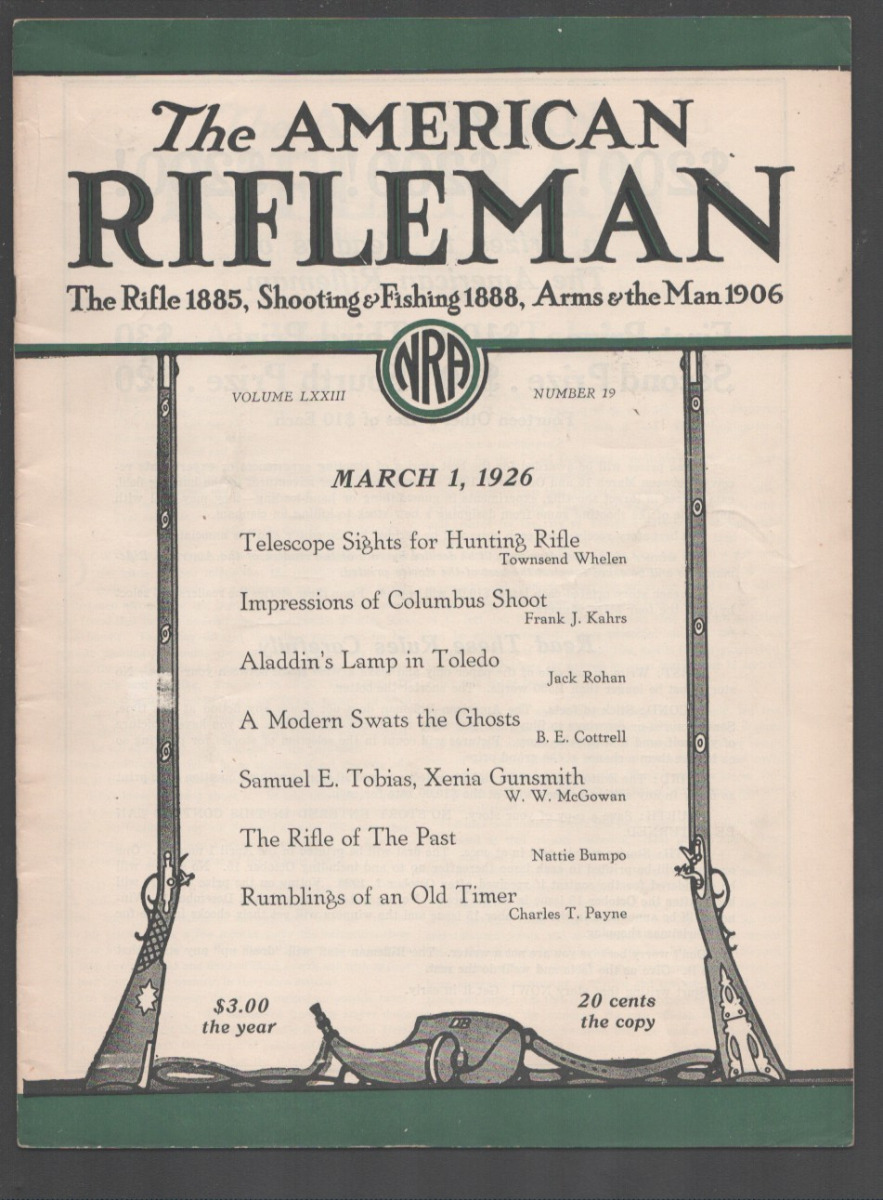 The AMERICAN
RIFLEMAN
The Rifle 1885, Shooting & Fishing 1888, Arms & the Man 1906
NRA
VOLUME LXXIII NUMBER 19
MARCH 1, 1926
Telescope Sights for Hunting Rifle
Townsend Whelen
Impressions of Columbus Shoot
Frank J. Kahrs
Aladdin's Lamp in Toledo
Jack Rohan
A Modern Swats the Ghosts
B. E. Cottrell
Samuel E. Tobias, Xenia Gunsmith
W. W. McGowan
The Rifle of The Past
Nattie Bumpo
Rumblings of an Old Timer
Charles T. Payne
$3.00
the year
20 cents
the copy
DB